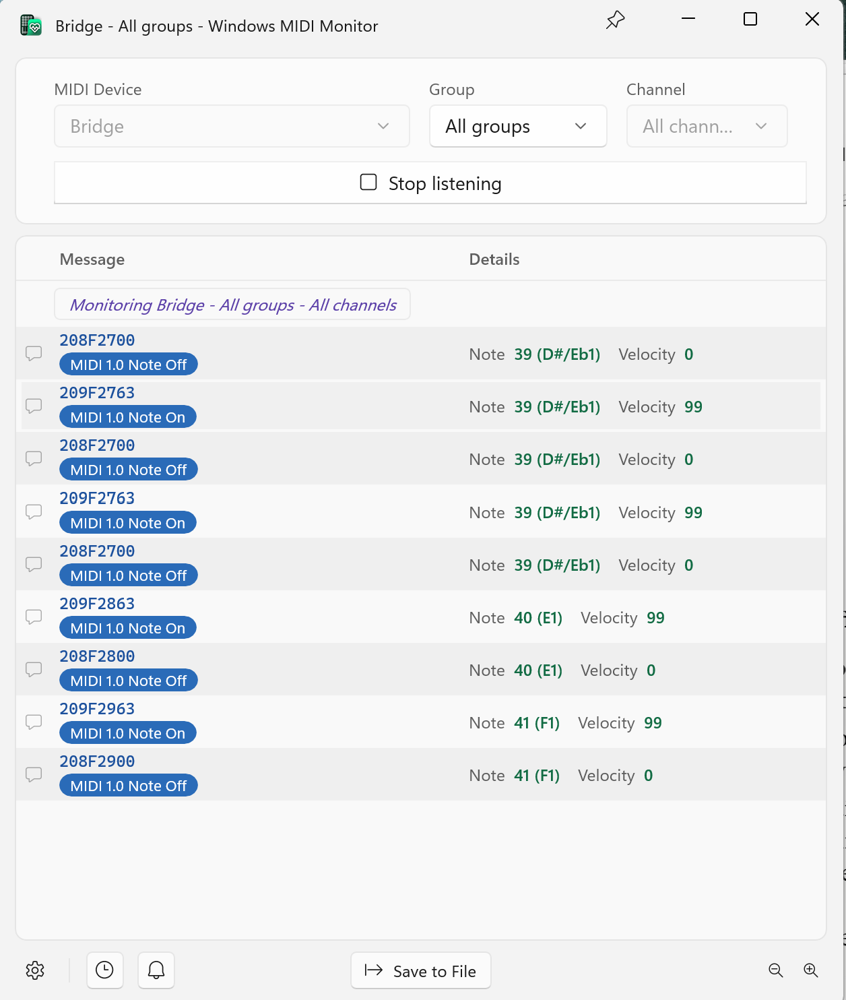 Bridge - All groups - Windows MIDI Monitor
MIDI Device
Group
Channel
Bridge
All groups
All chann...
Stop listening
Message
Details
Monitoring Bridge - All groups - All channels
208F2700
MIDI 1.0 Note Off
Note 39 (D#/Eb1) Velocity 0
209F2763
MIDI 1.0 Note On
Note 39 (D#/Eb1) Velocity 99
208F2700
MIDI 1.0 Note Off
Note 39 (D#/Eb1) Velocity 0
209F2763
MIDI 1.0 Note On
Note 39 (D#/Eb1) Velocity 99
208F2700
MIDI 1.0 Note Off
Note 39 (D#/Eb1) Velocity 0
209F2863
MIDI 1.0 Note On
Note 40 (E1) Velocity 99
208F2800
MIDI 1.0 Note Off
Note 40 (E1) Velocity 0
209F2963
MIDI 1.0 Note On
Note 41 (F1) Velocity 99
208F2900
MIDI 1.0 Note Off
Note 41 (F1) Velocity 0
Save to File